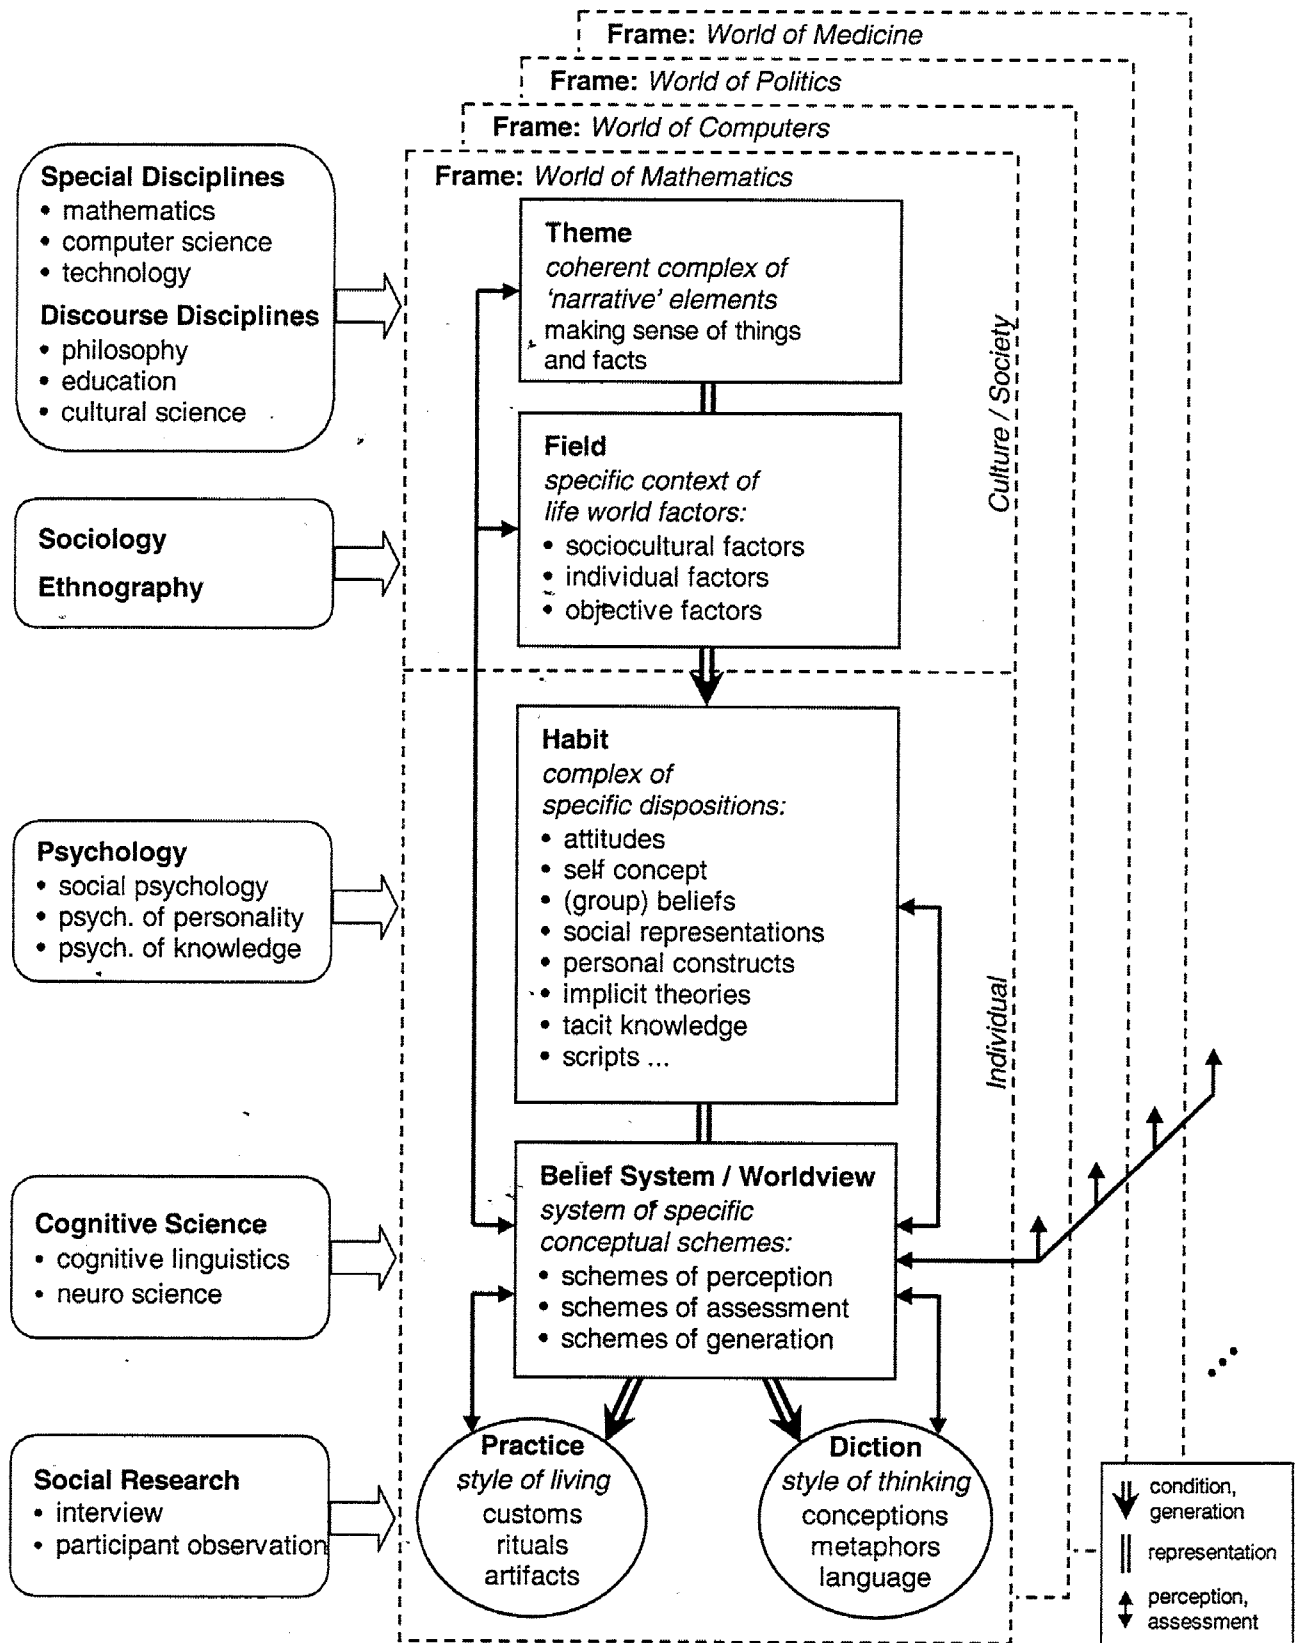 Frame: World of Medicine
Frame: World of Politics
Frame: World of Computers
Frame: World of Mathematics
Special Disciplines
• mathematics
• computer science
• technology
Discourse Disciplines
• philosophy
• education
• cultural science
Theme
coherent complex of
'narrative' elements
making sense of things
and facts
Culture / Society
Field
specific context of
life world factors:
• sociocultural factors
• individual factors
• objective factors
Sociology
Ethnography
Habit
complex of
specific dispositions:
• attitudes
• self concept
• (group) beliefs
• social representations
• personal constructs
• implicit theories
• tacit knowledge
• scripts ...
Individual
Psychology
• social psychology
• psych. of personality
• psych. of knowledge
Belief System / Worldview
system of specific
conceptual schemes:
• schemes of perception
• schemes of assessment
• schemes of generation
Cognitive Science
• cognitive linguistics
• neuro science
Practice
style of living
customs
rituals
artifacts
Diction
style of thinking
conceptions
metaphors
language
Social Research
• interview
• participant observation
condition,
generation
representation
perception,
assessment